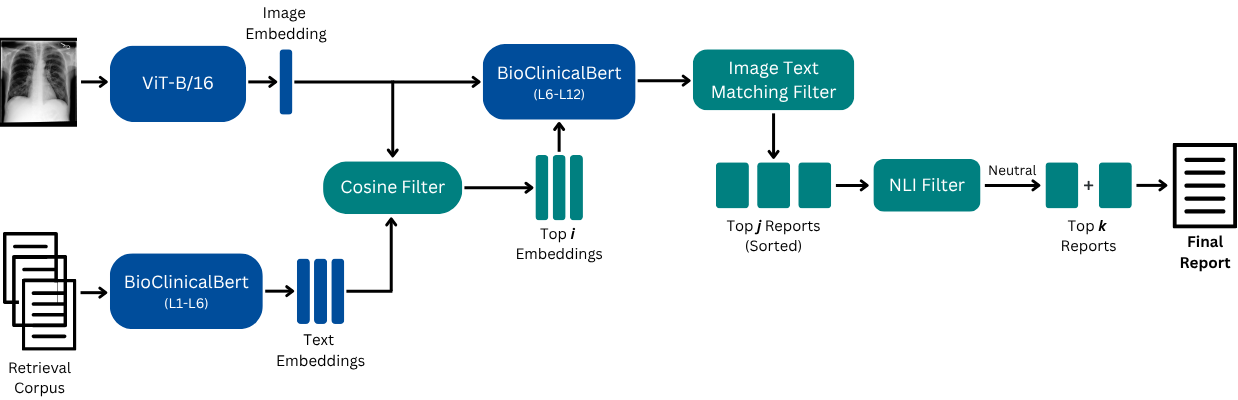 Image
Embedding
ViT-B/16
BioClinicalBert
(L6-L12)
Image Text
Matching Filter
Cosine Filter
Top i
Embeddings
Top j Reports
(Sorted)
NLI Filter
Neutral
+
Top k
Reports
Final
Report
BioClinicalBert
(L1-L6)
Text
Embeddings
Retrieval
Corpus